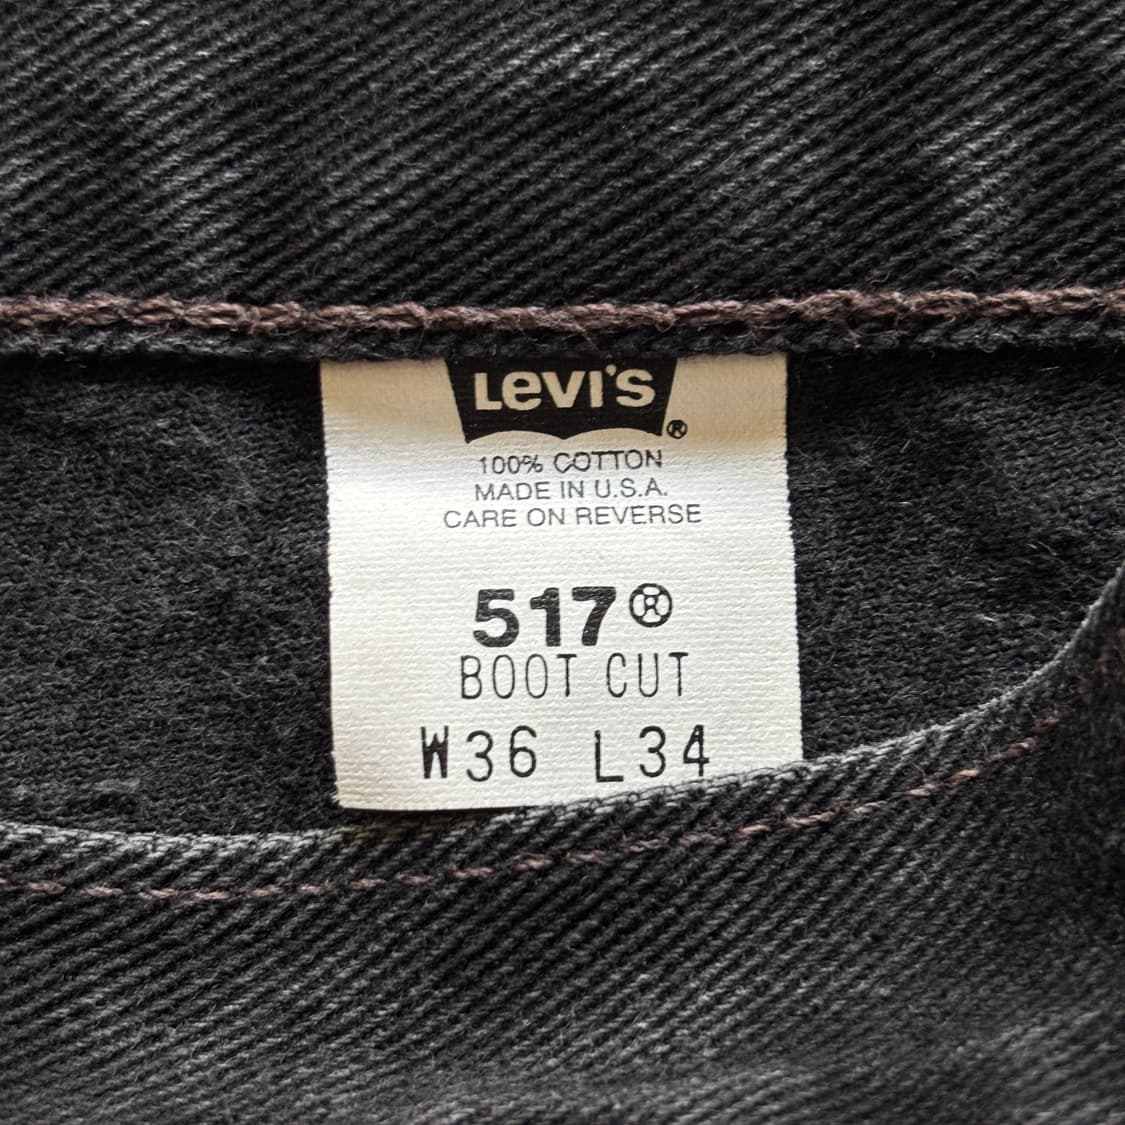 LEVI'S ®
100% COTTON
MADE IN U.S.A.
CARE ON REVERSE
517®
BOOT CUT
W36 L34